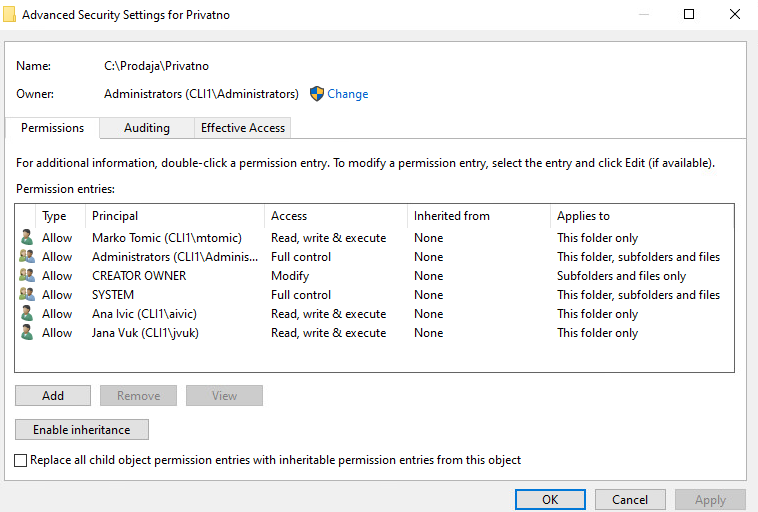 Advanced Security Settings for Privatno
Name: C:\Prodaja\Privatno
Owner: Administrators (CLI1\Administrators) Change
Permissions Auditing Effective Access
For additional information, double-click a permission entry. To modify a permission entry, select the entry and click Edit (if available).
Permission entries:
Type Principal Access Inherited from Applies to
Allow Marko Tomic (CLI1\mtomic) Read, write & execute None This folder only
Allow Administrators (CLI1\Adminis... Full control None This folder, subfolders and files
Allow CREATOR OWNER Modify None Subfolders and files only
Allow SYSTEM Full control None This folder, subfolders and files
Allow Ana Ivic (CLI1\aivic) Read, write & execute None This folder only
Allow Jana Vuk (CLI1\jvuk) Read, write & execute None This folder only
Add Remove View
Enable inheritance
Replace all child object permission entries with inheritable permission entries from this object
OK Cancel Apply